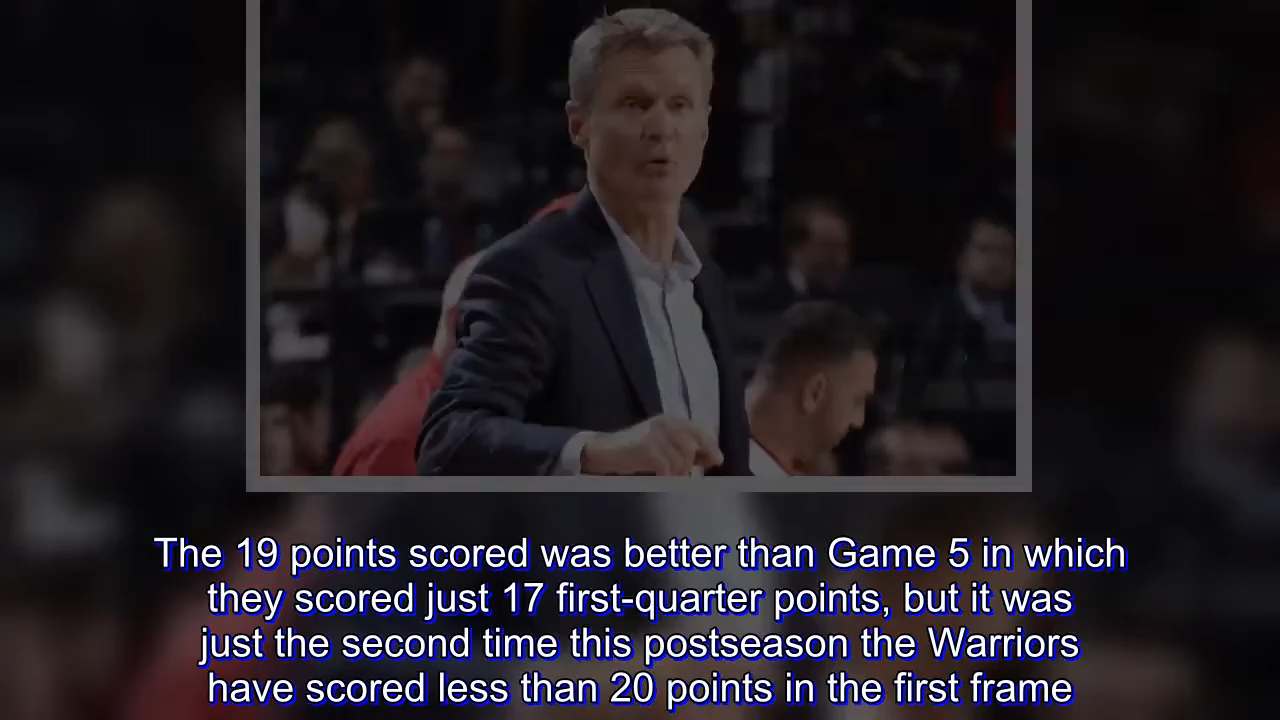 The 19 points scored was better than Game 5 in which
they scored just 17 first-quarter points, but it was
just the second time this postseason the Warriors
have scored less than 20 points in the first frame